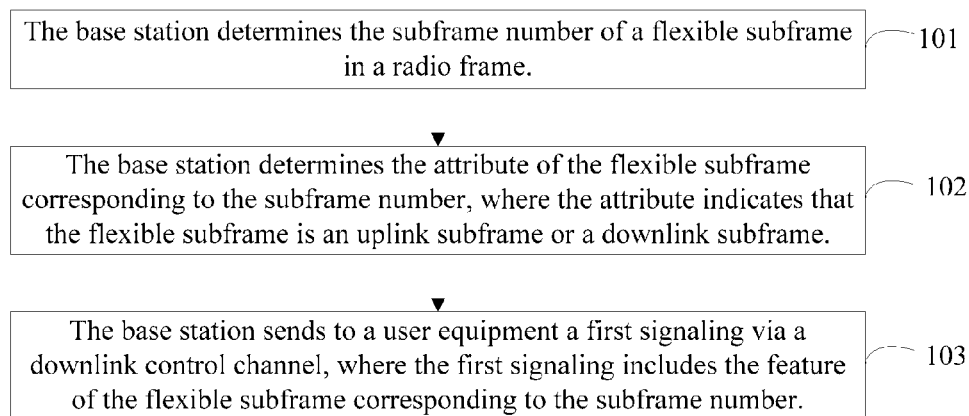 The base station determines the subframe number of a flexible subframe
in a radio frame.
101
The base station determines the attribute of the flexible subframe
corresponding to the subframe number, where the attribute indicates that
the flexible subframe is an uplink subframe or a downlink subframe.
102
The base station sends to a user equipment a first signaling via a
downlink control channel, where the first signaling includes the feature
of the flexible subframe corresponding to the subframe number.
103